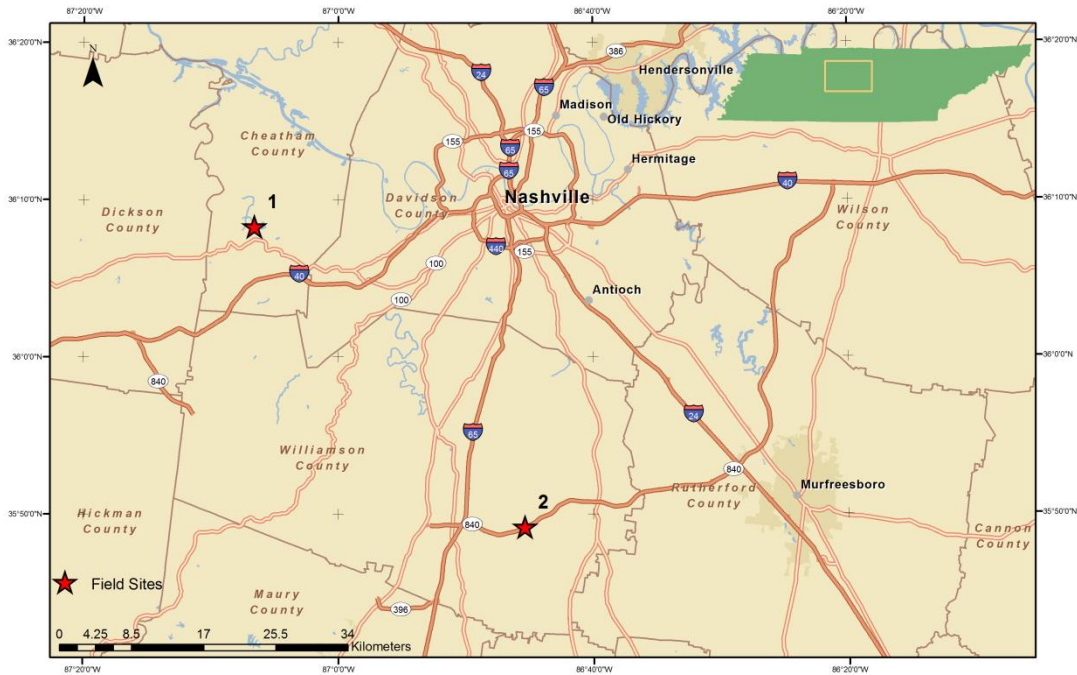 87°20'0"W 87°0'0"W 86°40'0"W 86°20'0"W
36°20'0"N 36°20'0"N
N
386
24
65
Hendersonville
Madison
Old Hickory
Cheatham
County
155
155
65
Hermitage
65
40
36°10'0"N 36°10'0"N
1
Dickson
County
Davidson
County
Nashville
Wilson
County
440
155
100
40
100
Antioch
36°0'0"N 36°0'0"N
840
24
65
Williamson
County
840
Rutherford
County
Murfreesboro
2
35°50'0"N 35°50'0"N
Hickman
County
840
Cannon
County
Field Sites
Maury
County
396
0 4.25 8.5 17 25.5 34
Kilometers
87°20'0"W 87°0'0"W 86°40'0"W 86°20'0"W